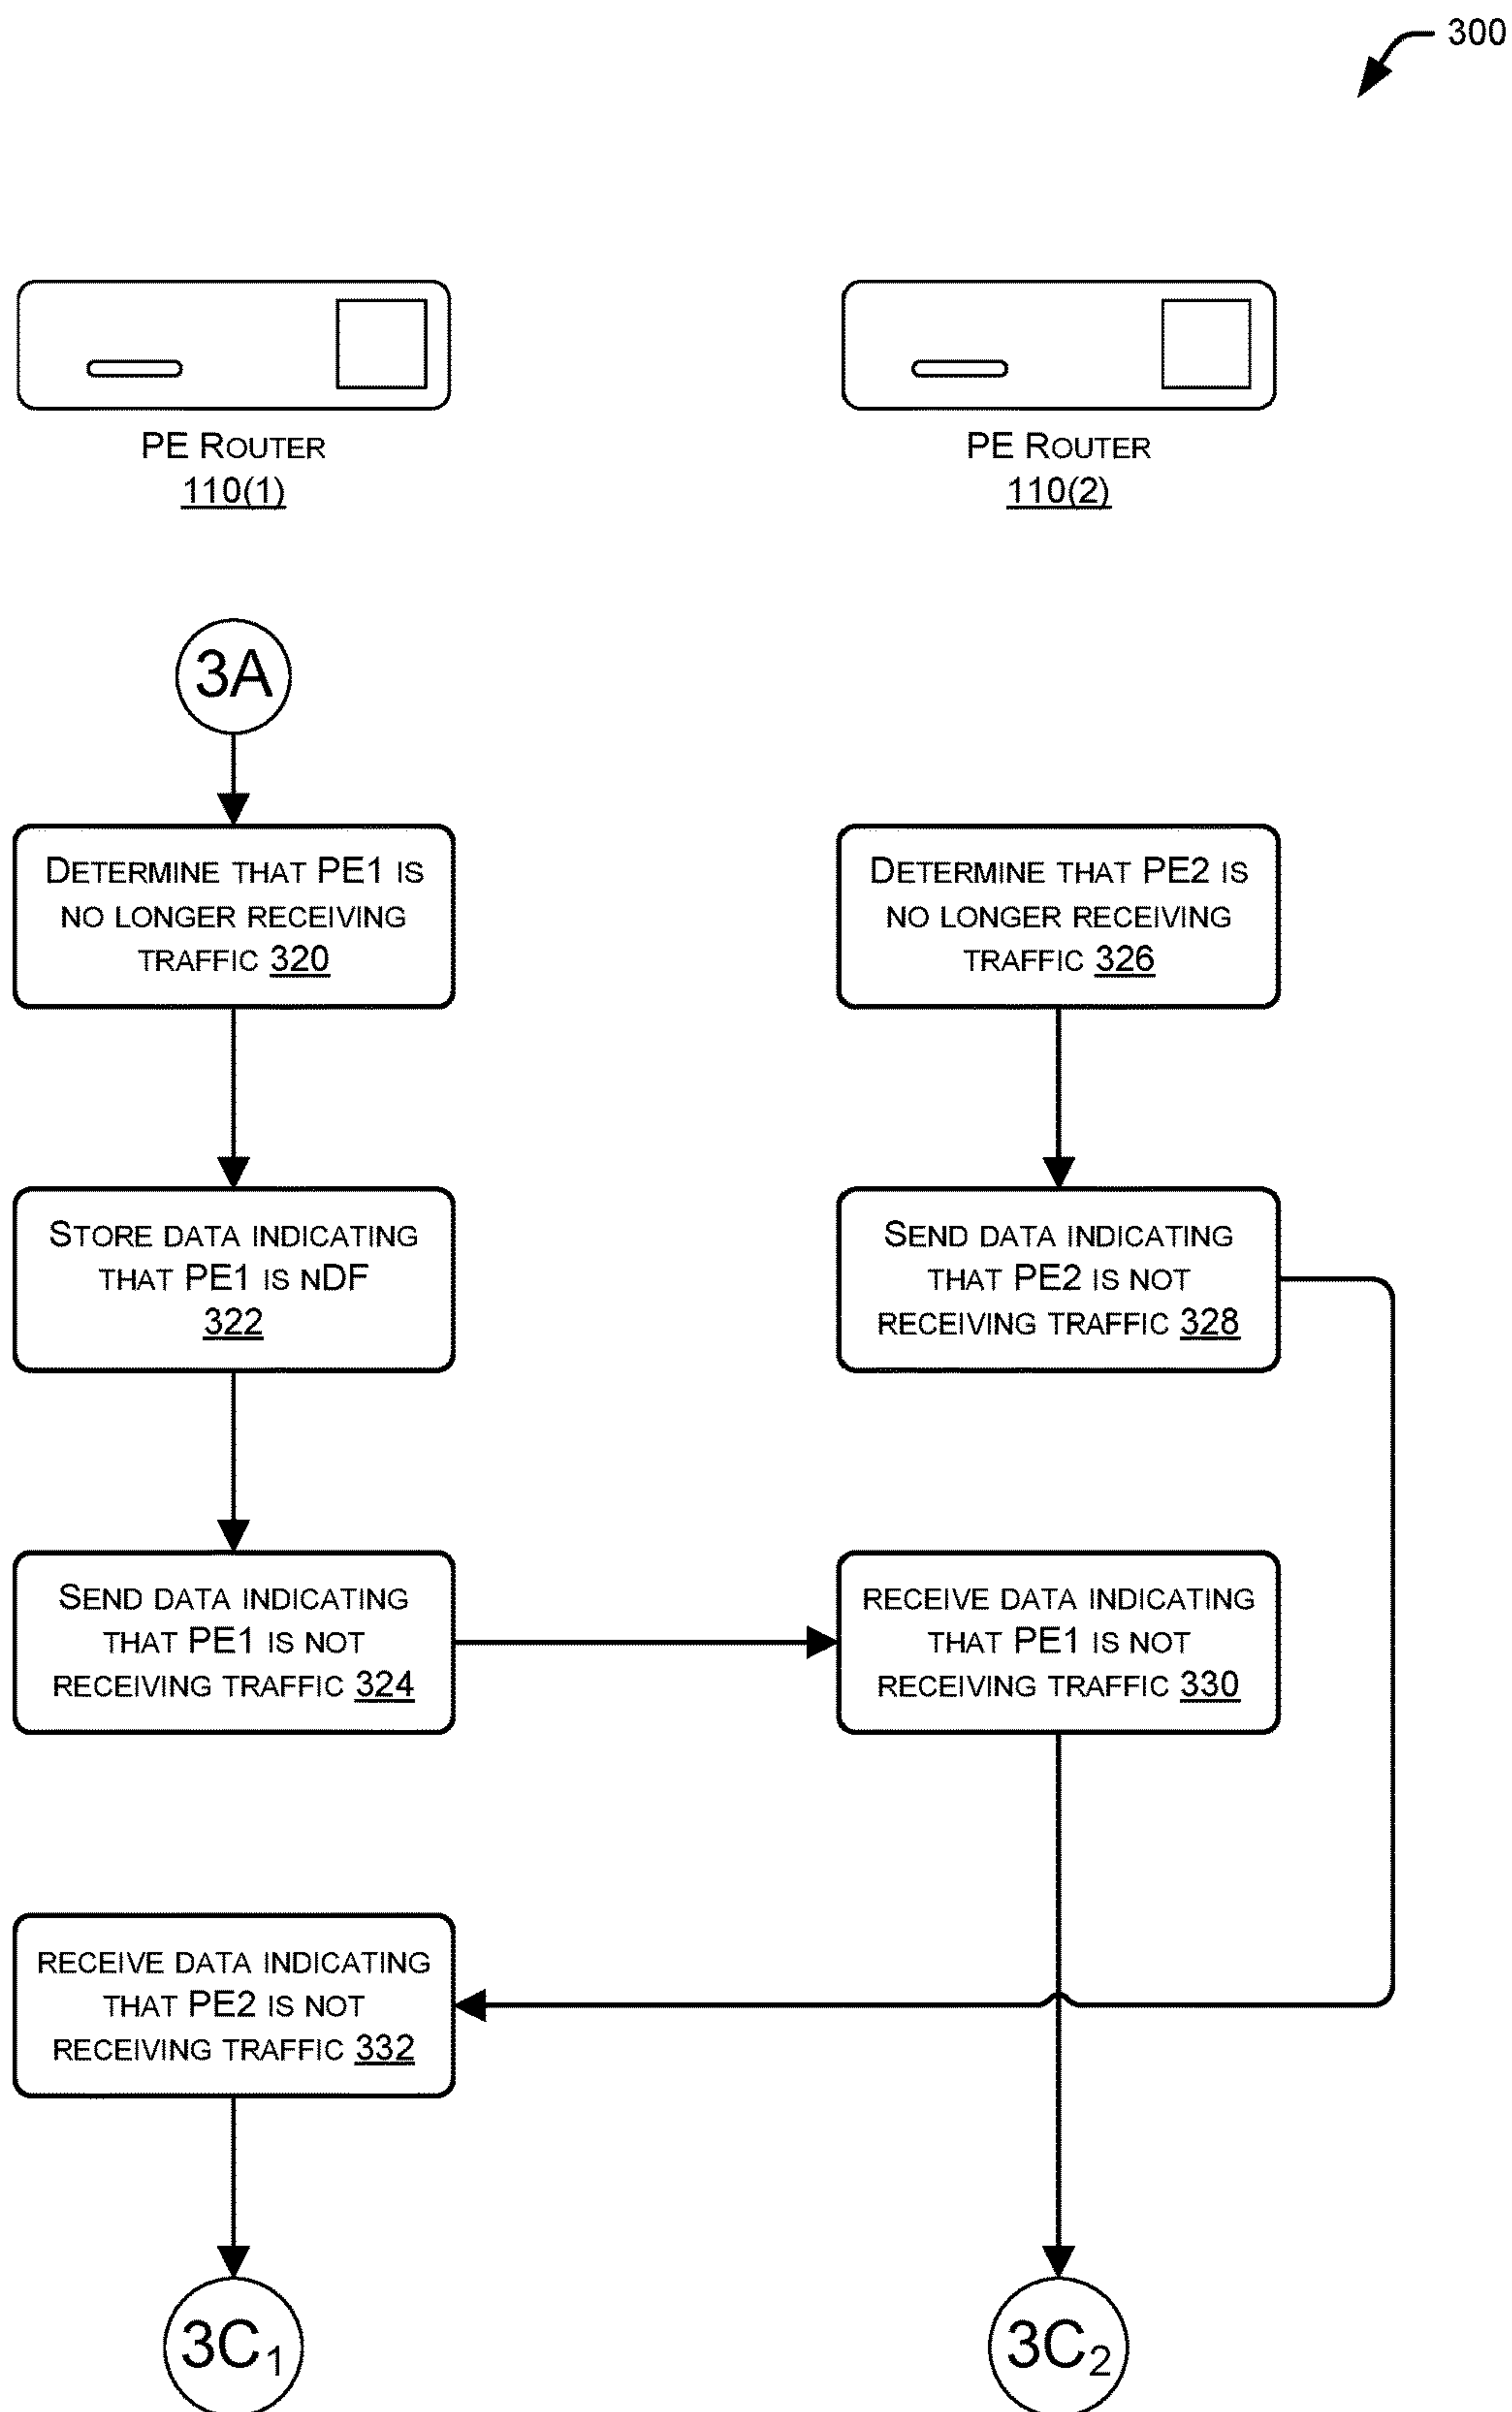 300
PE ROUTER
110(1)
PE ROUTER
110(2)
3A
DETERMINE THAT PE1 IS
NO LONGER RECEIVING
TRAFFIC 320
DETERMINE THAT PE2 IS
NO LONGER RECEIVING
TRAFFIC 326
STORE DATA INDICATING
THAT PE1 IS NDF
322
SEND DATA INDICATING
THAT PE2 IS NOT
RECEIVING TRAFFIC 328
SEND DATA INDICATING
THAT PE1 IS NOT
RECEIVING TRAFFIC 324
RECEIVE DATA INDICATING
THAT PE1 IS NOT
RECEIVING TRAFFIC 330
RECEIVE DATA INDICATING
THAT PE2 IS NOT
RECEIVING TRAFFIC 332
3C₁
3C₂